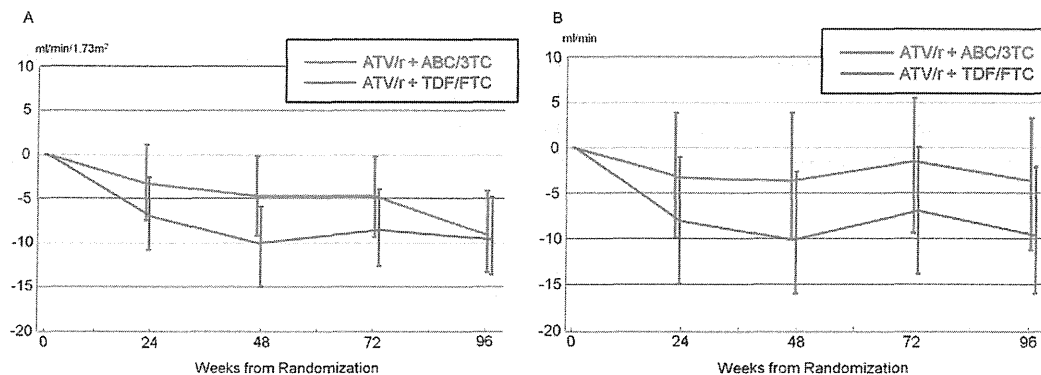 A
ml/min/1.73m²
ATV/r + ABC/3TC
ATV/r + TDF/FTC
10
5
0
-5
-10
-15
-20
0 24 48 72 96
Weeks from Randomization
B
ml/min
ATV/r + ABC/3TC
ATV/r + TDF/FTC
10
5
0
-5
-10
-15
-20
0 24 48 72 96
Weeks from Randomization